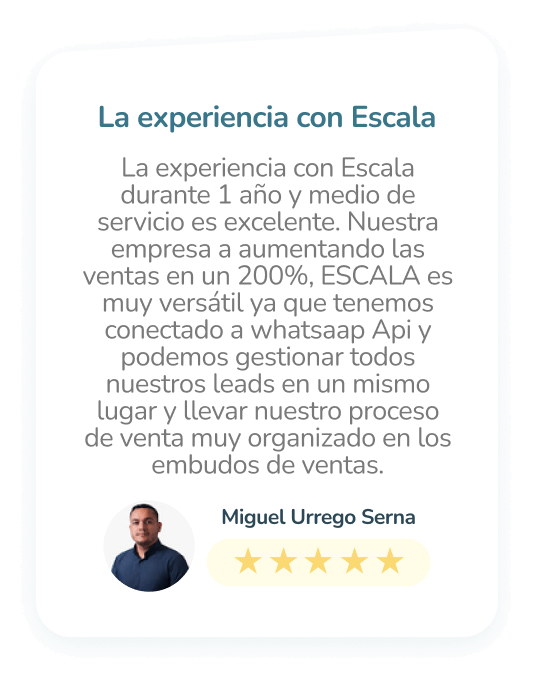 La experiencia con Escala
La experiencia con Escala
durante 1 año y medio de
servicio es excelente. Nuestra
empresa a aumentando las
ventas en un 200%, ESCALA es
muy versátil ya que tenemos
conectado a whatsaap Api y
podemos gestionar todos
nuestros leads en un mismo
lugar y llevar nuestro proceso
de venta muy organizado en los
embudos de ventas.
Miguel Urrego Serna